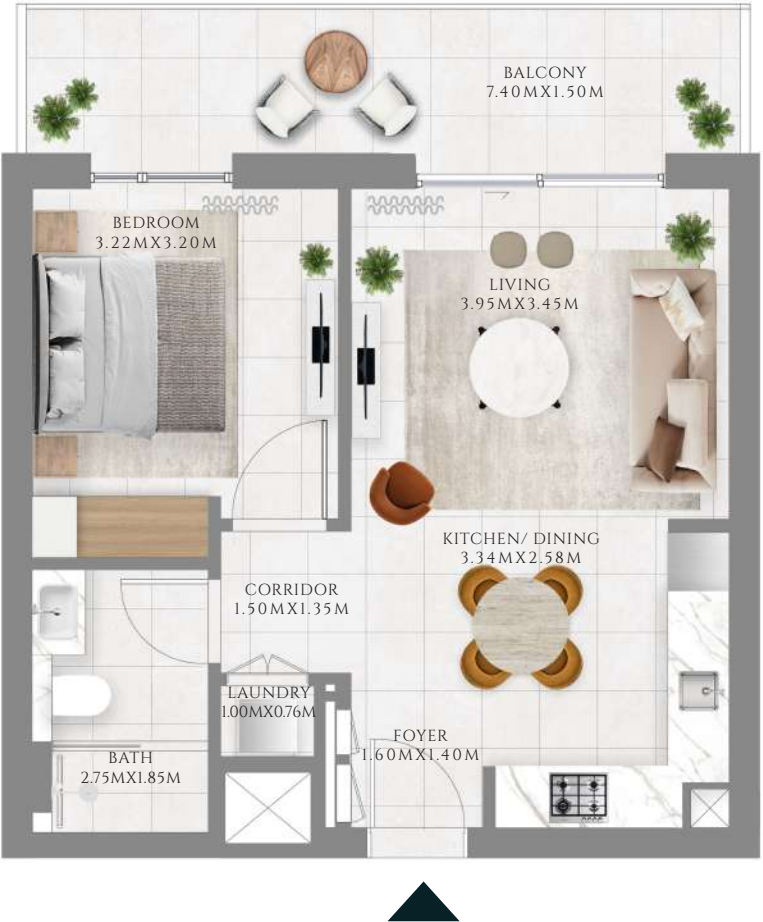 BALCONY
7.40MX1.50M
BEDROOM
3.22MX3.20M
LIVING
3.95MX3.45M
KITCHEN/ DINING
3.34MX2.58M
CORRIDOR
1.50MX1.35M
LAUNDRY
1.00MX0.76M
FOYER
1.60MX1.40M
BATH
2.75MX1.85M